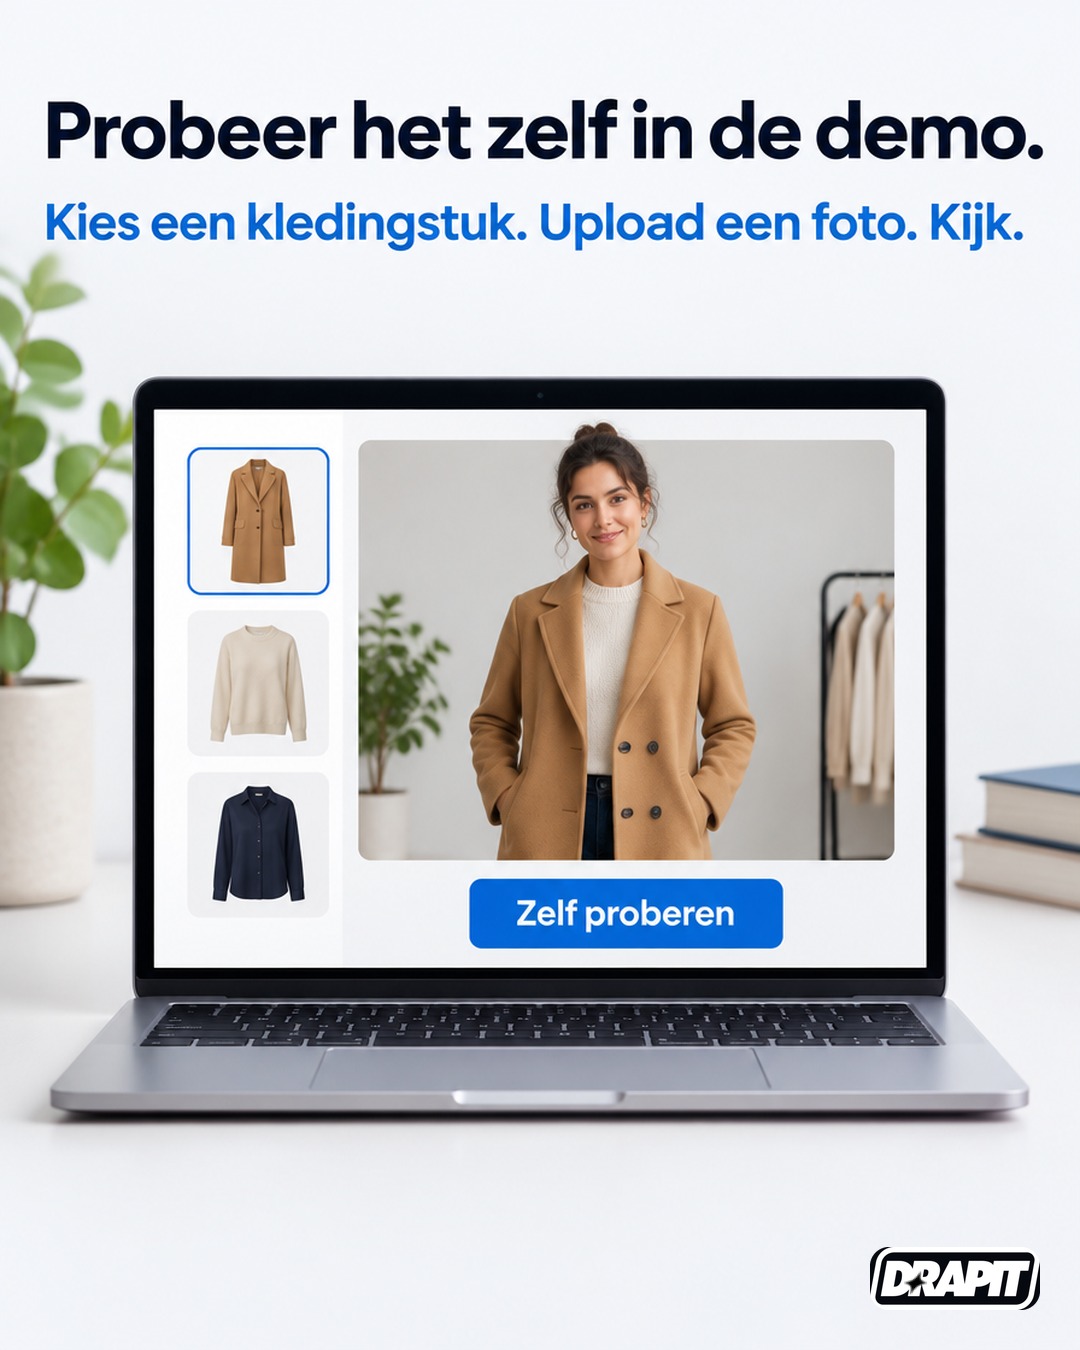 Probeer het zelf in de demo.
Kies een kledingstuk. Upload een foto. Kijk.
Zelf proberen
DRAPIT